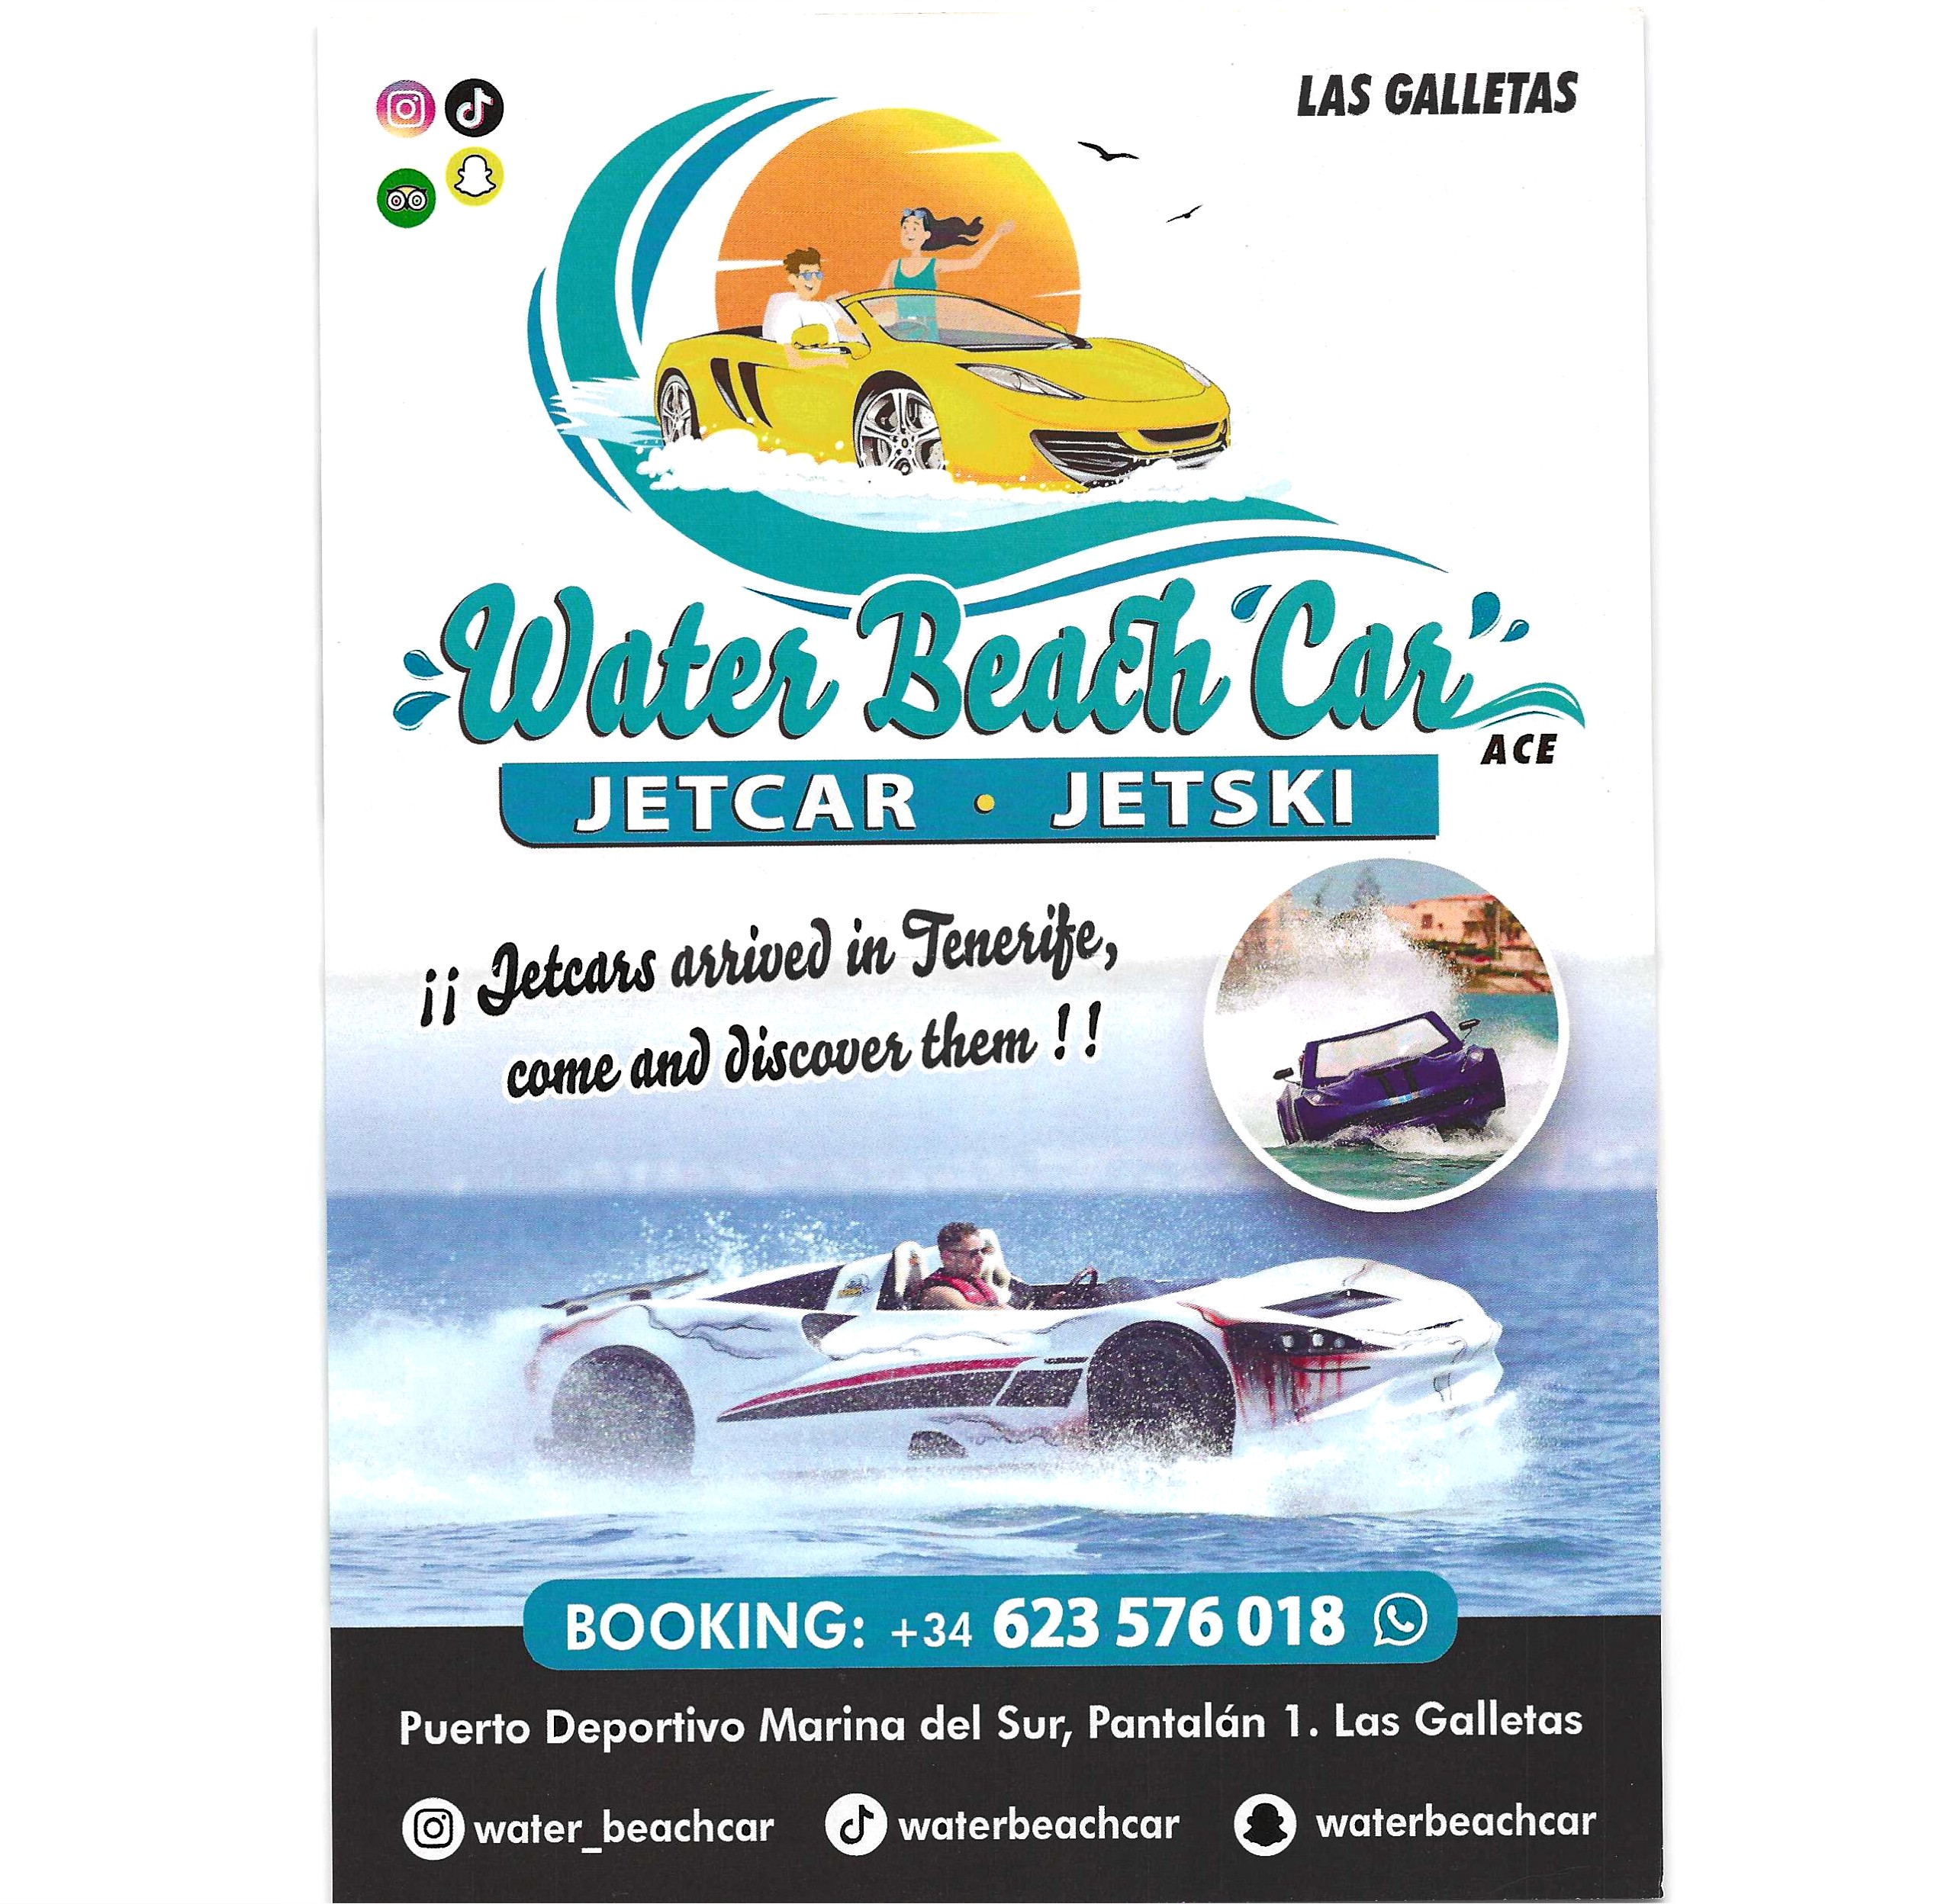 LAS GALLETAS
Water Beach Car
ACE
JETCAR • JETSKI
¡¡ Jetcars arrived in Tenerife,
come and discover them !!
BOOKING: +34 623 576 018
Puerto Deportivo Marina del Sur, Pantalán 1. Las Galletas
water_beachcar waterbeachcar waterbeachcar